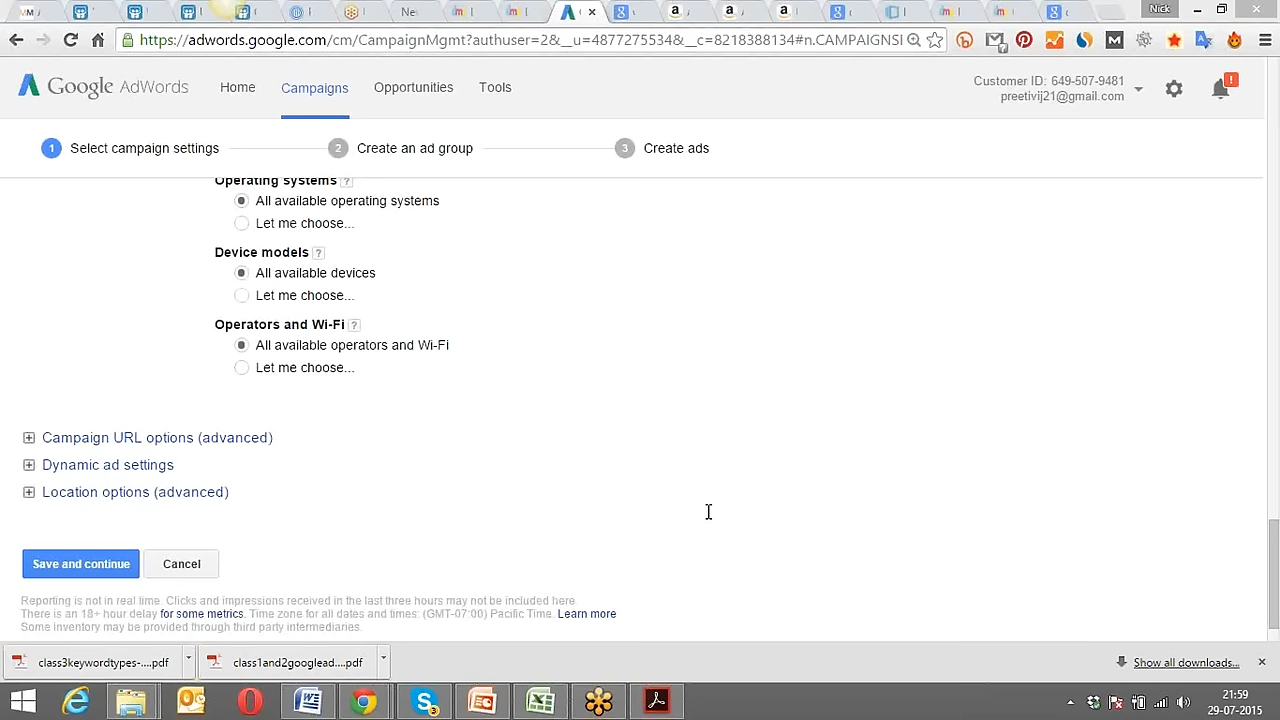 Nick
https://adwords.google.com/cm/CampaignMgmt?authuser=2&__u=4877275534&__c=8218388134#n.CAMPAIGNSI
Google AdWords
Home
Campaigns
Opportunities
Tools
Customer ID: 649-507-9481
preetivij21@gmail.com
1 Select campaign settings
2 Create an ad group
3 Create ads
Operating systems ?
All available operating systems
Let me choose...
Device models ?
All available devices
Let me choose...
Operators and Wi-Fi ?
All available operators and Wi-Fi
Let me choose...
Campaign URL options (advanced)
Dynamic ad settings
Location options (advanced)
Save and continue
Cancel
Reporting is not in real time. Clicks and impressions received in the last three hours may not be included here.
There is an 18+ hour delay for some metrics. Time zone for all dates and times: (GMT-07:00) Pacific Time. Learn more
Some inventory may be provided through third party intermediaries.
class3keywordtypes-....pdf
class1and2googlead....pdf
Show all downloads...
21:59
29-07-2015